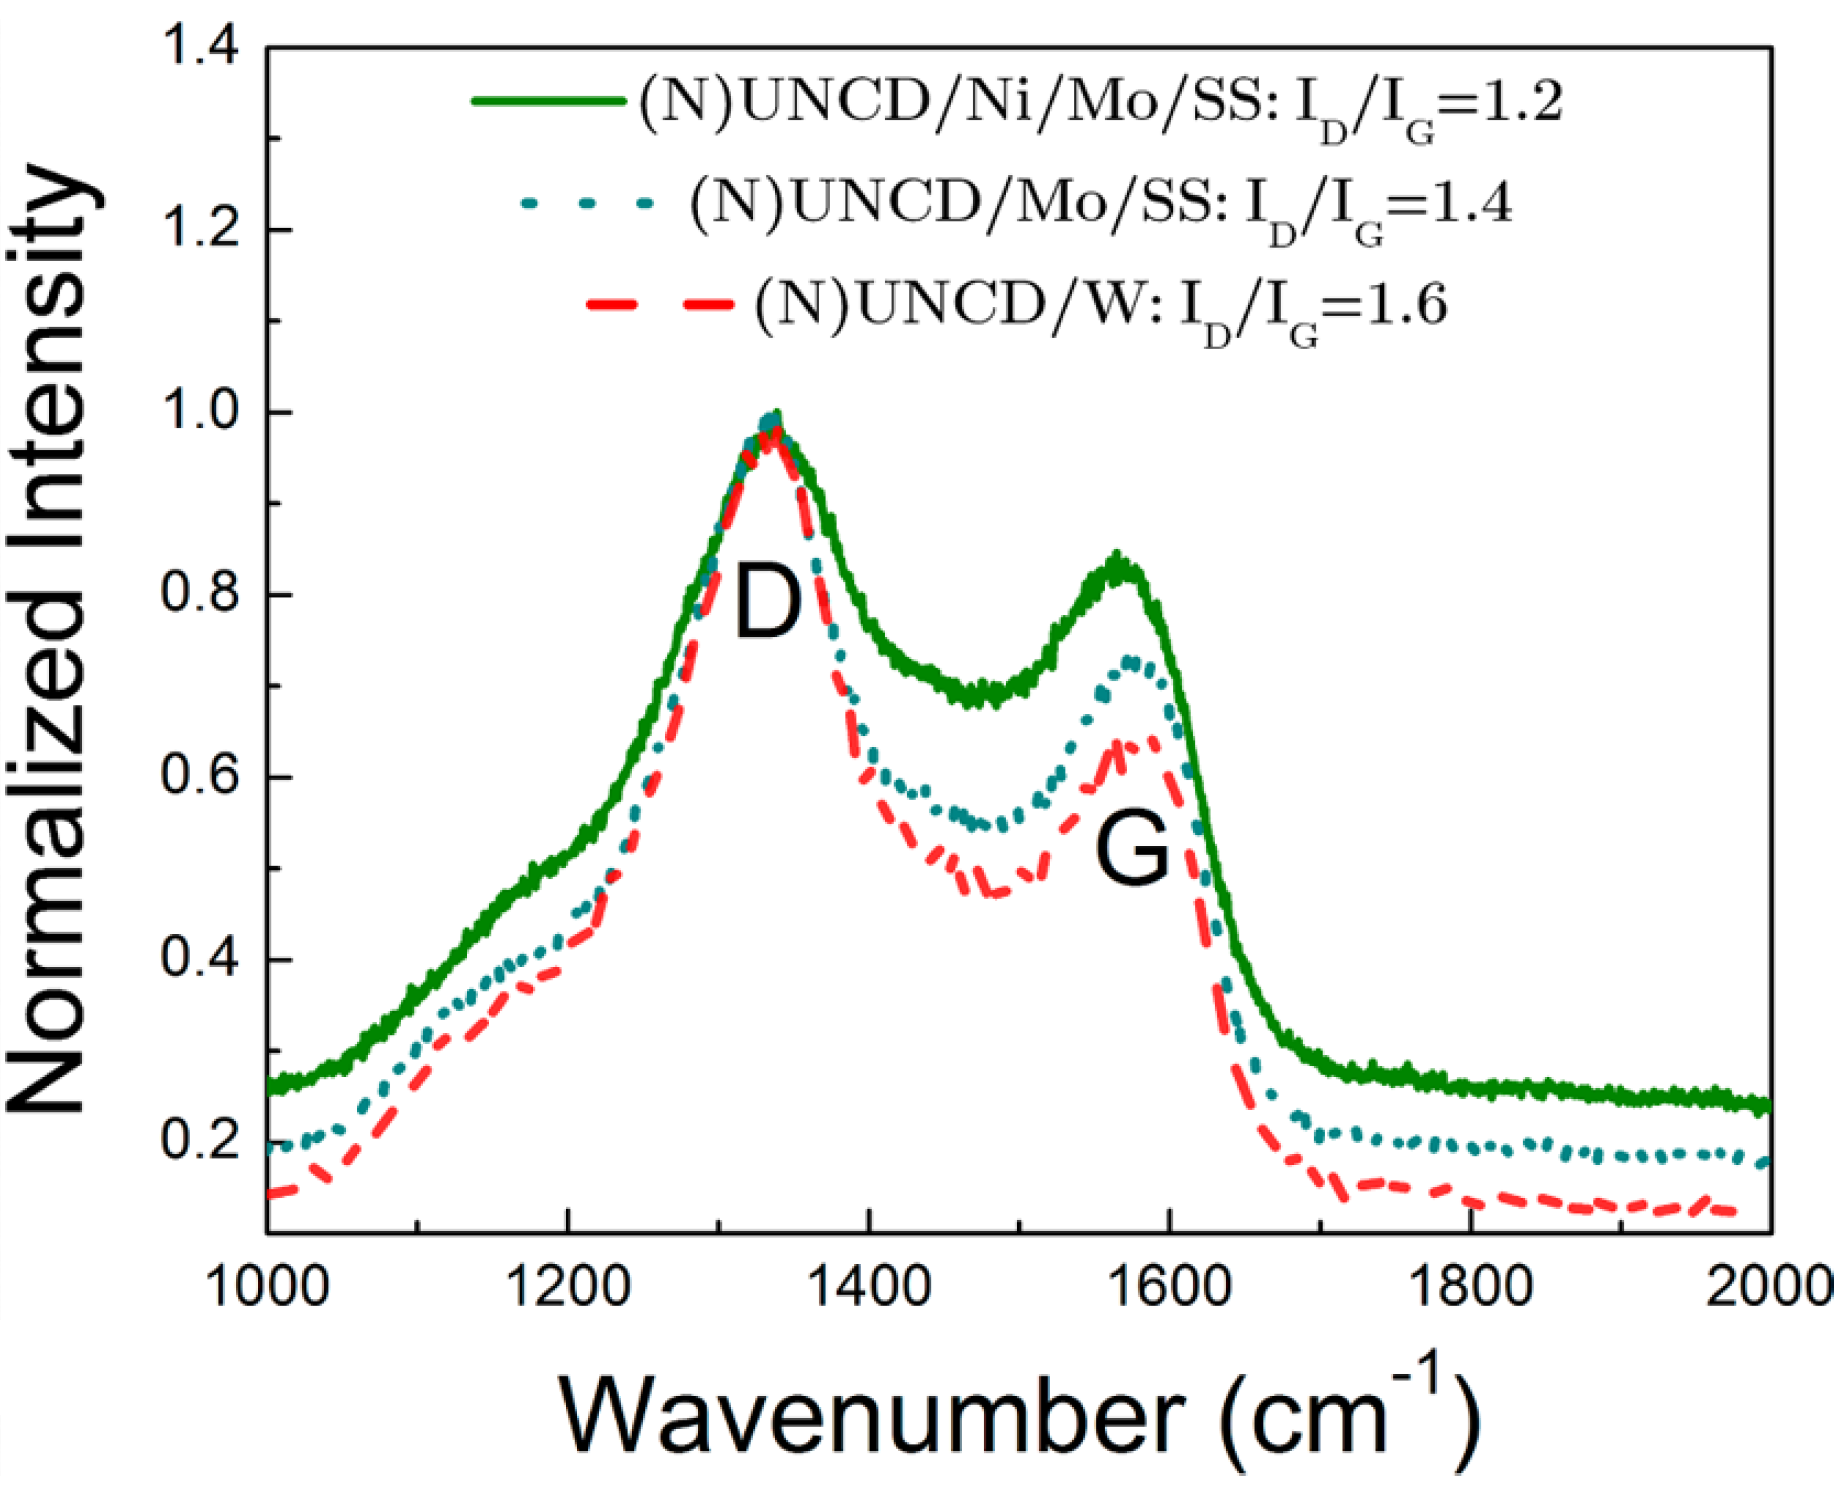 1.4
(N)UNCD/Ni/Mo/SS: I_D/I_G=1.2
1.2
(N)UNCD/Mo/SS: I_D/I_G=1.4
(N)UNCD/W: I_D/I_G=1.6
1.0
0.8
D
0.6
G
0.4
0.2
Normalized Intensity
1000 1200 1400 1600 1800 2000
Wavenumber (cm⁻¹)